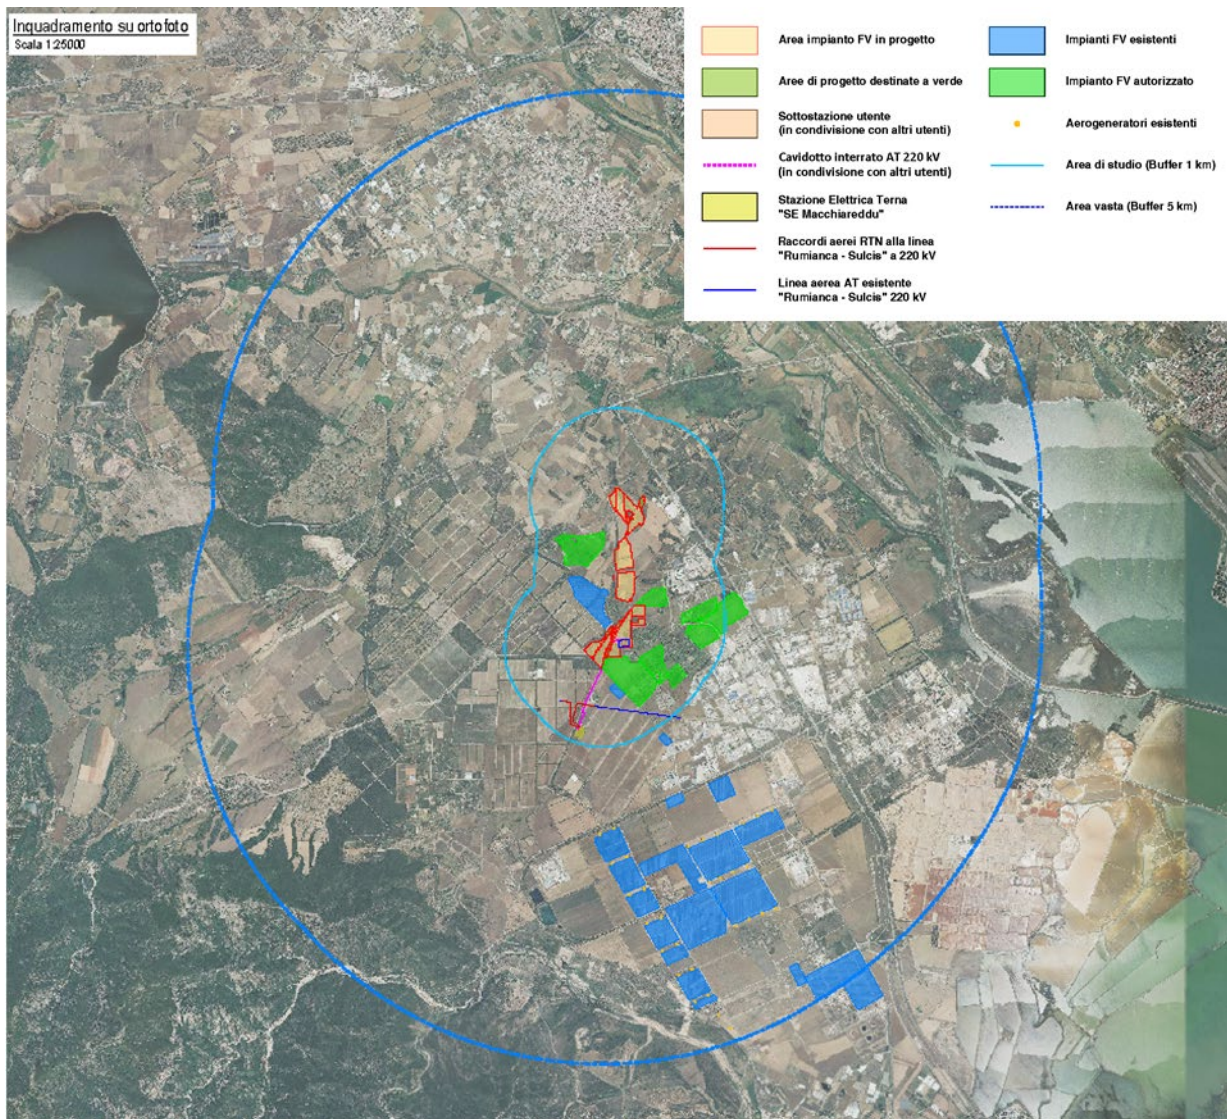 Inquadramento su ortofoto
Scala 1:25000
Area impianto FV in progetto
Aree di progetto destinate a verde
Sottostazione utente
(in condivisione con altri utenti)
Cavidotto interrato AT 220 kV
(in condivisione con altri utenti)
Stazione Elettrica Terna
"SE Macchiareddu"
Raccordi aerei RTN alla linea
"Rumianca - Sulcis" a 220 kV
Linea aerea AT esistente
"Rumianca - Sulcis" 220 kV
Impianti FV esistenti
Impianto FV autorizzato
Aerogeneratori esistenti
Area di studio (Buffer 1 km)
Area vasta (Buffer 5 km)